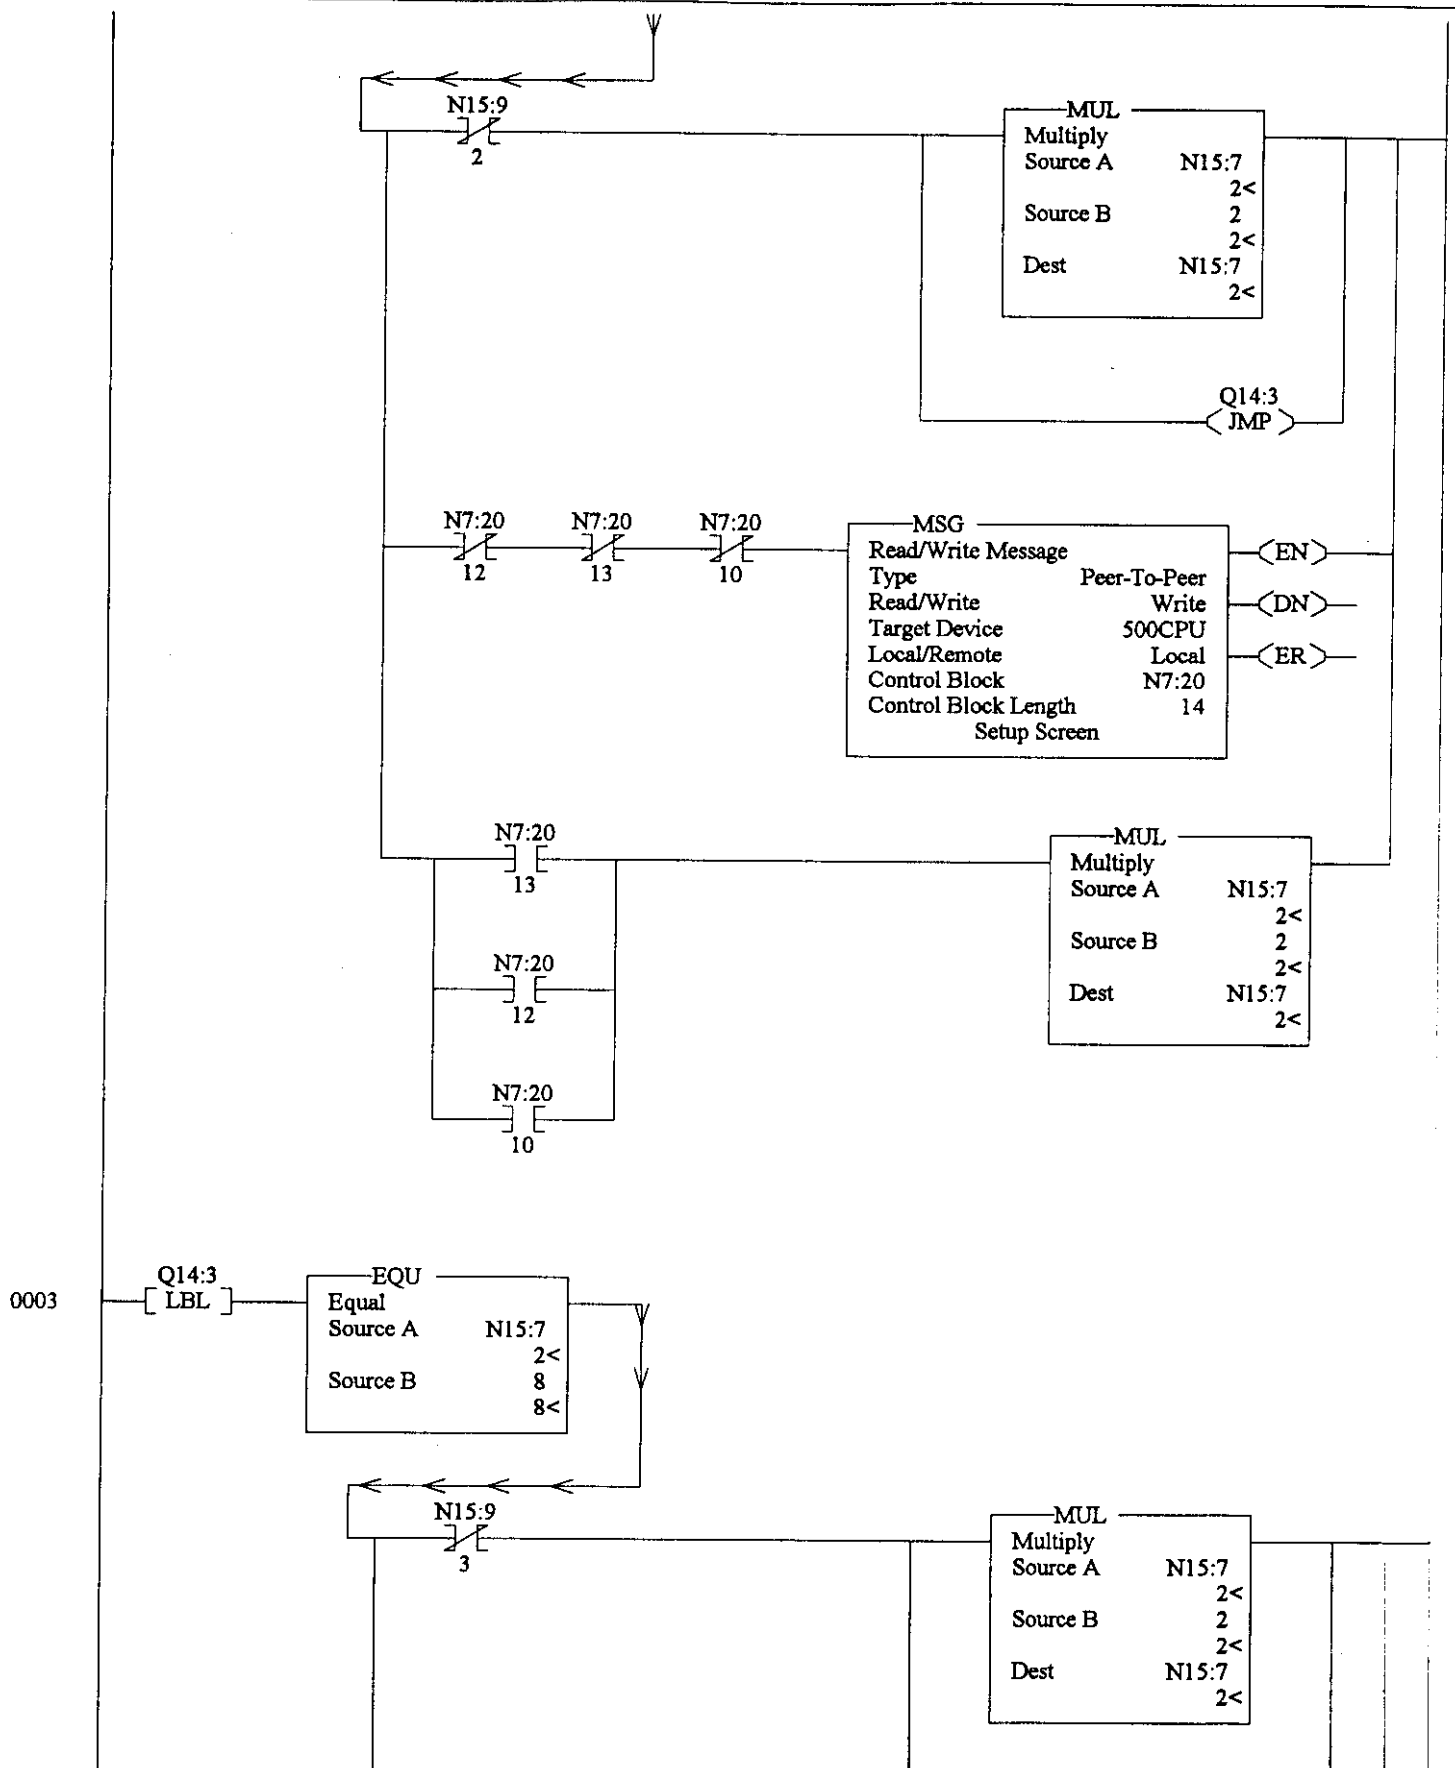 N15:9
2
MUL
Multiply
Source A N15:7
2<
Source B 2
2<
Dest N15:7
2<
Q14:3
JMP
N7:20 N7:20 N7:20
12 13 10
MSG
Read/Write Message
Type Peer-To-Peer
Read/Write Write
Target Device 500CPU
Local/Remote Local
Control Block N7:20
Control Block Length 14
Setup Screen
EN
DN
ER
N7:20
13
N7:20
12
N7:20
10
MUL
Multiply
Source A N15:7
2<
Source B 2
2<
Dest N15:7
2<
0003
Q14:3
LBL
EQU
Equal
Source A N15:7
2<
Source B 8
8<
N15:9
3
MUL
Multiply
Source A N15:7
2<
Source B 2
2<
Dest N15:7
2<